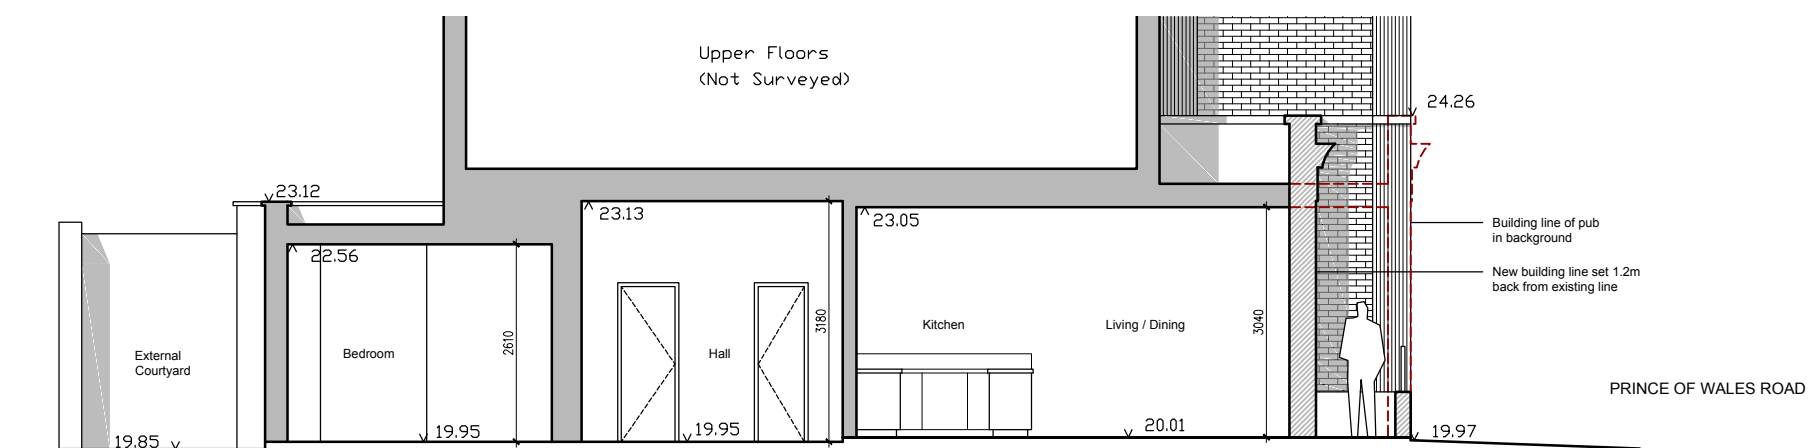 Upper Floors
(Not Surveyed)
24.26
23.12
23.13
23.05
22.56
Building line of pub
in background
New building line set 1.2m
back from existing line
2610
3180
3040
Kitchen
Living / Dining
External
Courtyard
Bedroom
Hall
PRINCE OF WALES ROAD
19.85
19.95
19.95
20.01
19.97